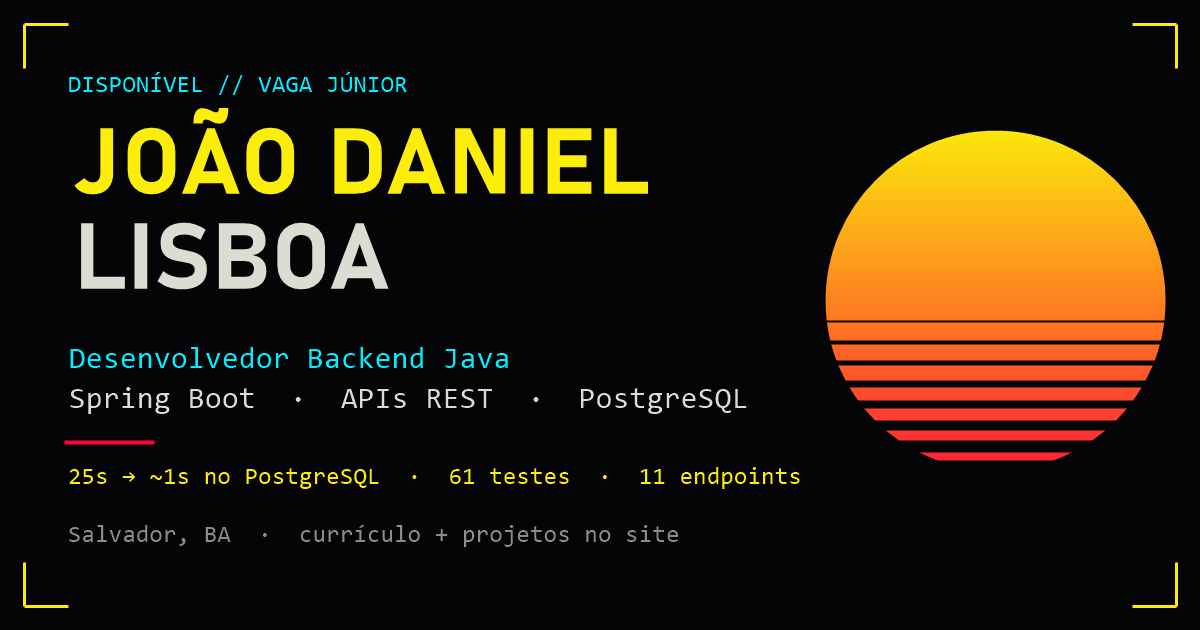 DISPONÍVEL // VAGA JÚNIOR
JOÃO DANIEL
LISBOA
Desenvolvedor Backend Java
Spring Boot · APIs REST · PostgreSQL
25s → ~1s no PostgreSQL · 61 testes · 11 endpoints
Salvador, BA · currículo + projetos no site